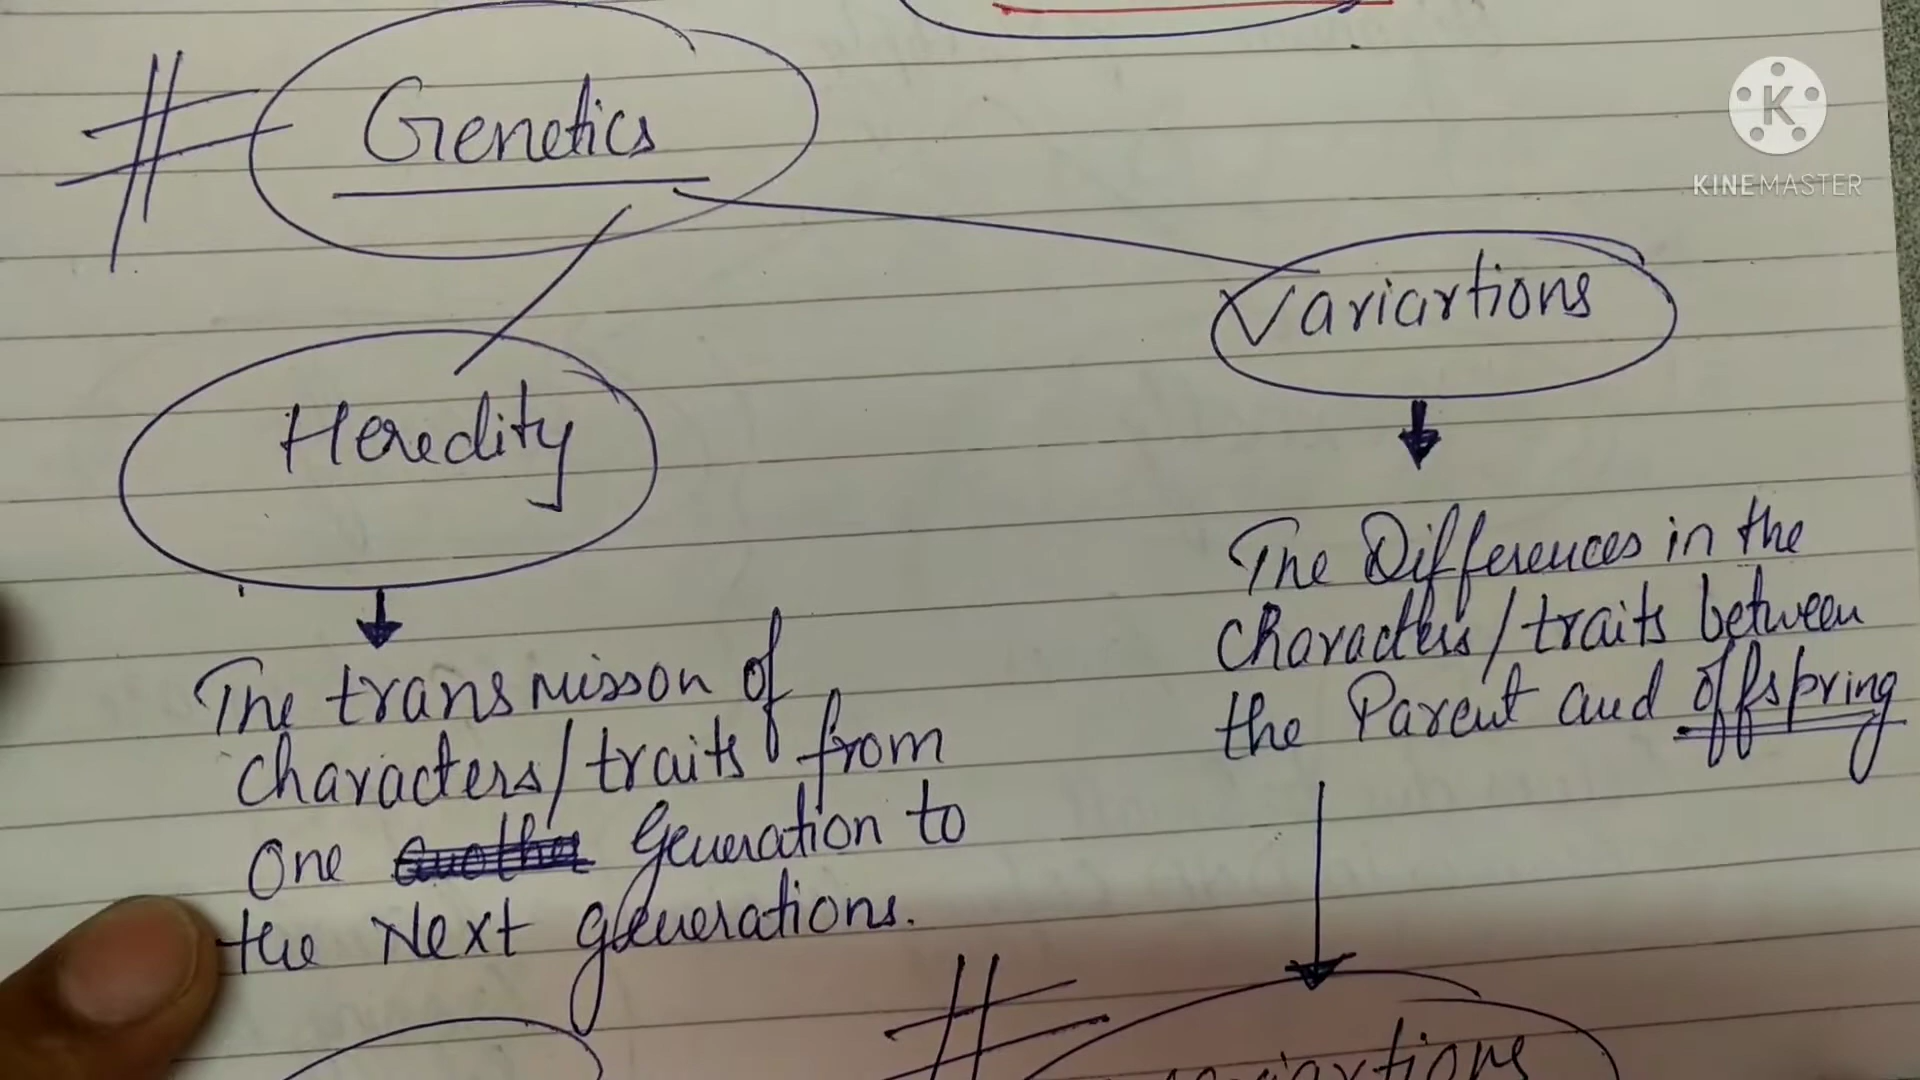 # Genetics
K
KINEMASTER
Variartions
Heredity
The Differences in the
characters/traits between
the Parent and offspring
The transmisson of
characters/traits from
One Generation to
the Next generations.
#